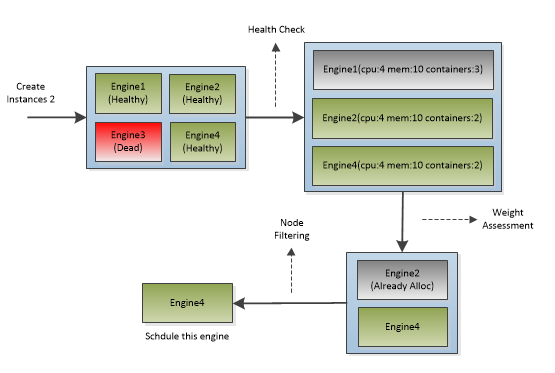 Health Check
Create
Instances 2
Engine1
(Healthy)
Engine2
(Healthy)
Engine3
(Dead)
Engine4
(Healthy)
Engine1(cpu:4 mem:10 containers:3)
Engine2(cpu:4 mem:10 containers:2)
Engine4(cpu:4 mem:10 containers:2)
Weight
Assessment
Node
Filtering
Engine2
(Already Alloc)
Engine4
Engine4
Schdule this engine